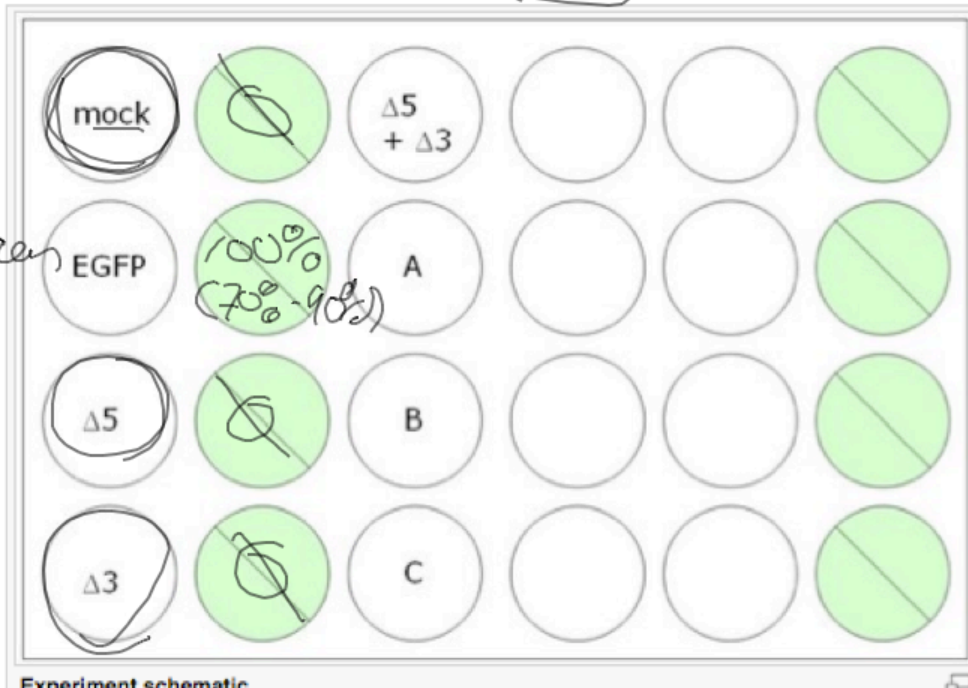 mock
Δ5
+ Δ3
EGFP
100%
(70%-90%)
A
Δ5
B
Δ3
C
Experiment schematic